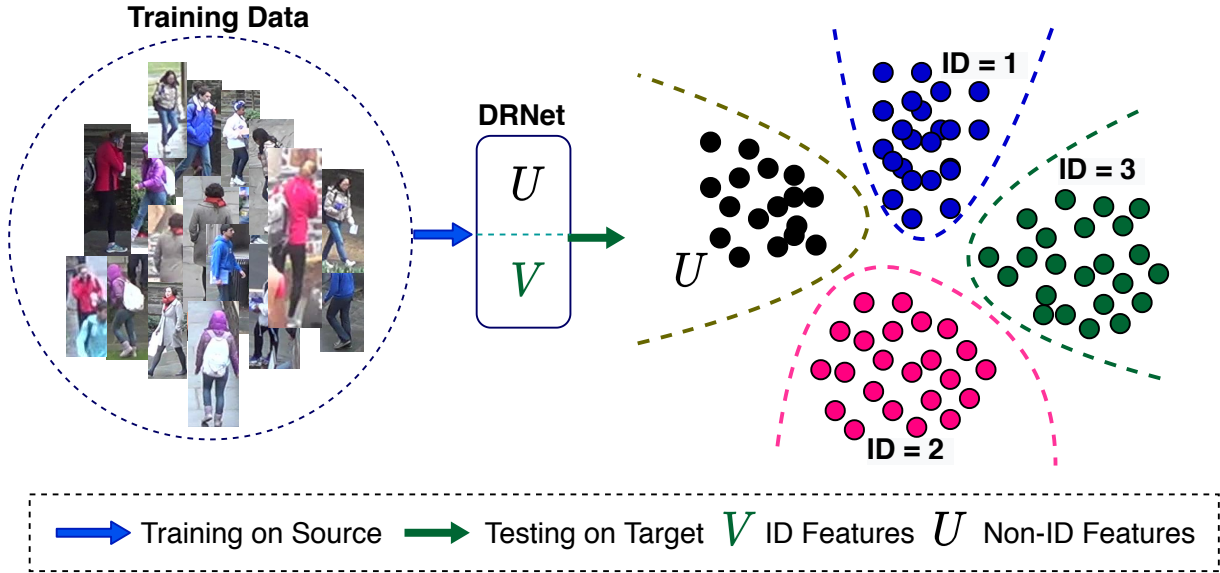 Training Data
DRNet
U
V
U
ID = 1
ID = 3
ID = 2
Training on Source Testing on Target V ID Features U Non-ID Features